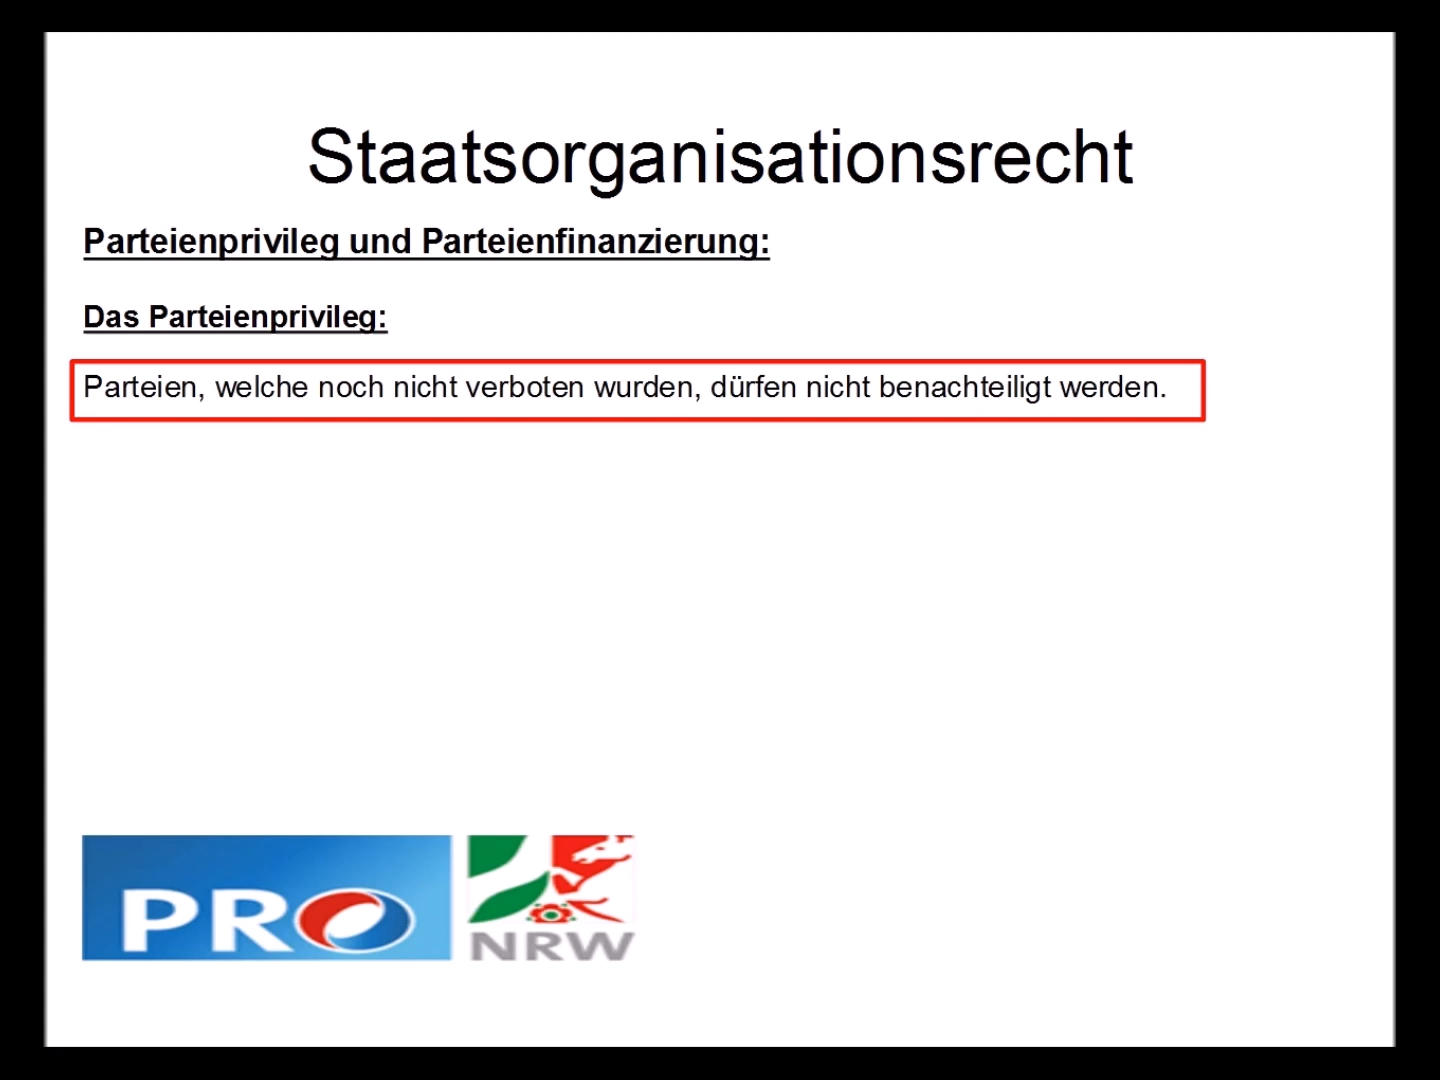 Staatsorganisationsrecht
Parteienprivileg und Parteienfinanzierung:
Das Parteienprivileg:
Parteien, welche noch nicht verboten wurden, dürfen nicht benachteiligt werden.
PRO
NRW